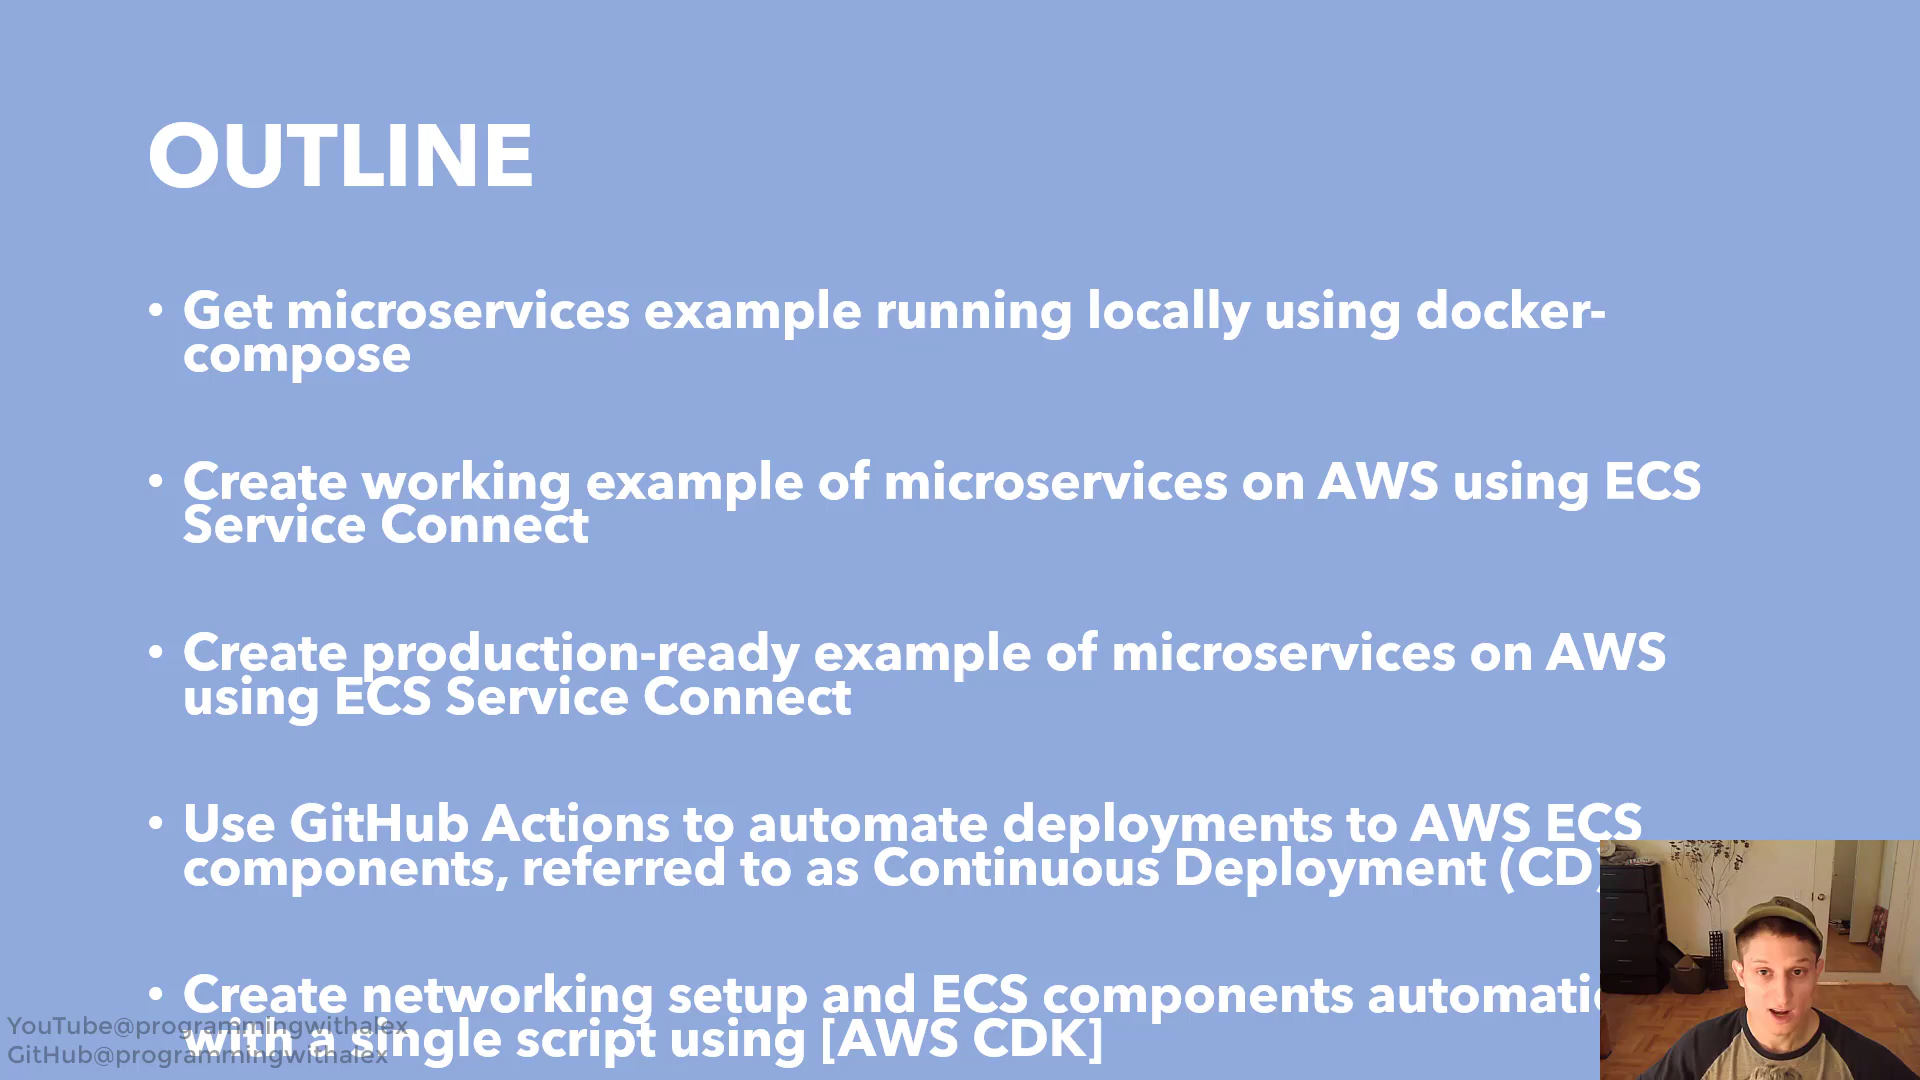 OUTLINE
• Get microservices example running locally using docker-
compose
• Create working example of microservices on AWS using ECS
Service Connect
• Create production-ready example of microservices on AWS
using ECS Service Connect
• Use GitHub Actions to automate deployments to AWS ECS
components, referred to as Continuous Deployment (CD)
• Create networking setup and ECS components
with a single script using [AWS CDK]
YouTube@programmingwithalex
GitHub@programmingwithalex